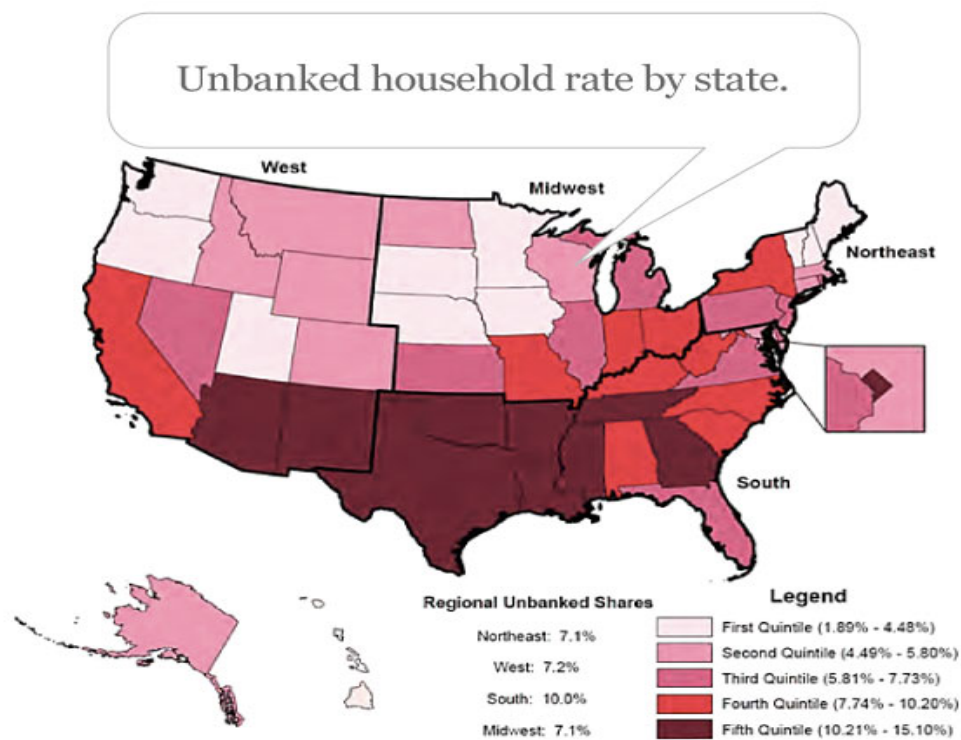 Unbanked household rate by state.
West
Midwest
Northeast
South
Regional Unbanked Shares
Northeast: 7.1%
West: 7.2%
South: 10.0%
Midwest: 7.1%
Legend
First Quintile (1.89% - 4.48%)
Second Quintile (4.49% - 5.80%)
Third Quintile (5.81% - 7.73%)
Fourth Quintile (7.74% - 10.20%)
Fifth Quintile (10.21% - 15.10%)